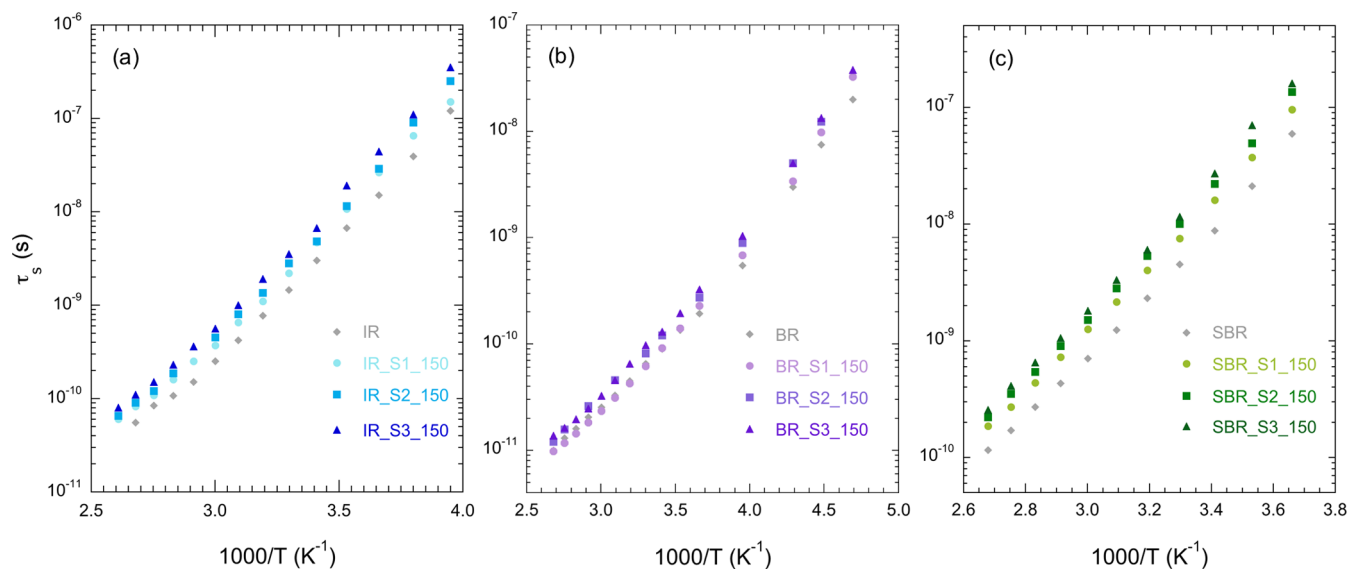 (a)
τs (s)
10⁻⁶
10⁻⁷
10⁻⁸
10⁻⁹
10⁻¹⁰
10⁻¹¹
IR
IR_S1_150
IR_S2_150
IR_S3_150
2.5 3.0 3.5 4.0
1000/T (K⁻¹)
(b)
10⁻⁷
10⁻⁸
10⁻⁹
10⁻¹⁰
10⁻¹¹
BR
BR_S1_150
BR_S2_150
BR_S3_150
2.5 3.0 3.5 4.0 4.5 5.0
1000/T (K⁻¹)
(c)
10⁻⁷
10⁻⁸
10⁻⁹
10⁻¹⁰
SBR
SBR_S1_150
SBR_S2_150
SBR_S3_150
2.6 2.8 3.0 3.2 3.4 3.6 3.8
1000/T (K⁻¹)